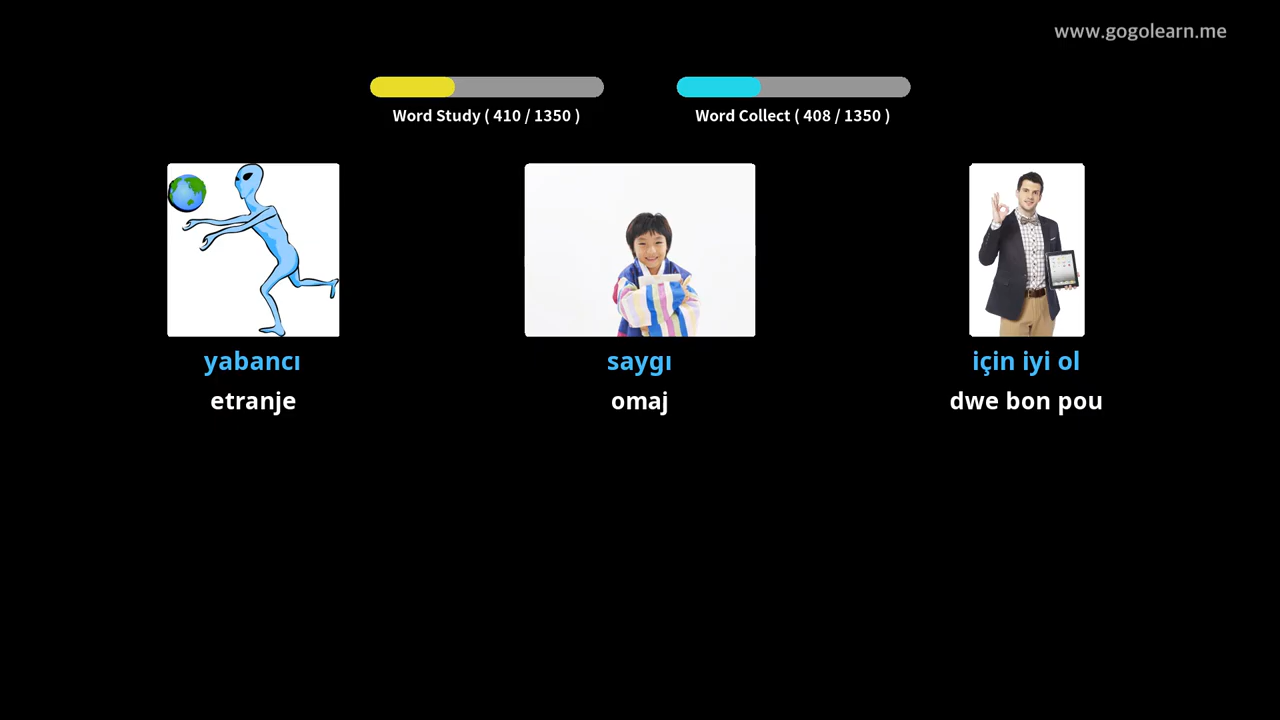 www.gogolearn.me
Word Study ( 410 / 1350 )
Word Collect ( 408 / 1350 )
yabancı
etranje
saygı
omaj
için iyi ol
dwe bon pou